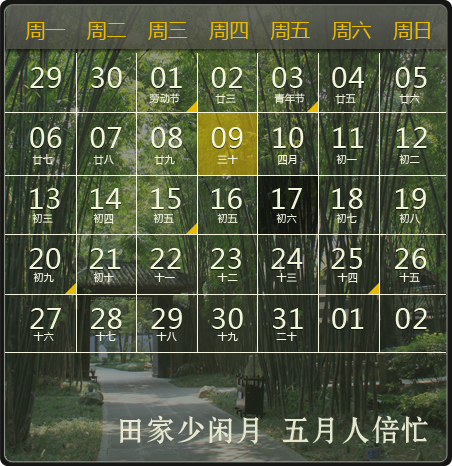 周一 周二 周三 周四 周五 周六 周日
29 30 01 02 03 04 05
劳动节 廿三 青年节 廿五 廿六
06 07 08 09 10 11 12
廿七 廿八 廿九 三十 四月 初一 初二
13 14 15 16 17 18 19
初三 初四 初五 初五 初六 初七 初八
20 21 22 23 24 25 26
初九 初十 十一 十二 十三 十四 十五
27 28 29 30 31 01 02
十六 十七 十八 十九 二十
田家少闲月 五月人倍忙